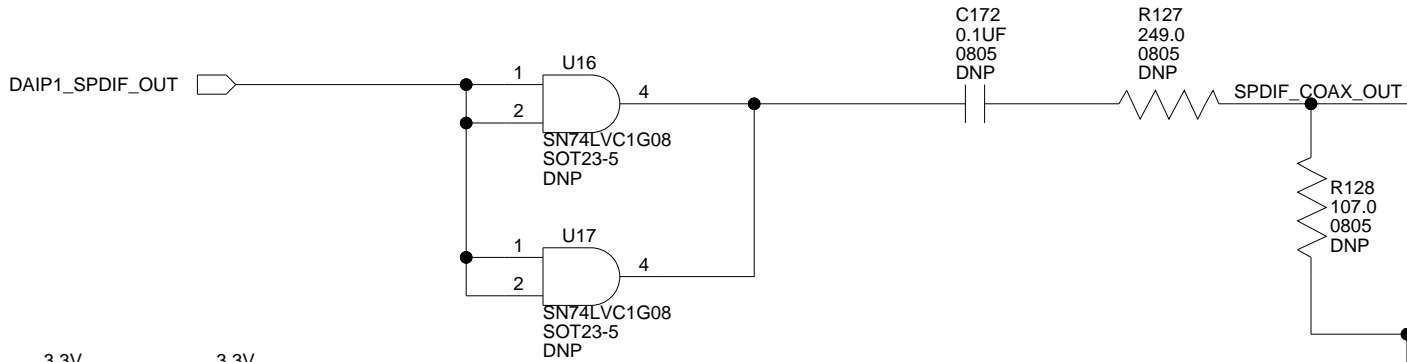 C172
0.1UF
0805
DNP
R127
249.0
0805
DNP
DAIP1_SPDIF_OUT
1
2
U16
4
SN74LVC1G08
SOT23-5
DNP
SPDIF_COAX_OUT
R128
107.0
0805
DNP
1
2
U17
4
SN74LVC1G08
SOT23-5
DNP
3.3V
3.3V